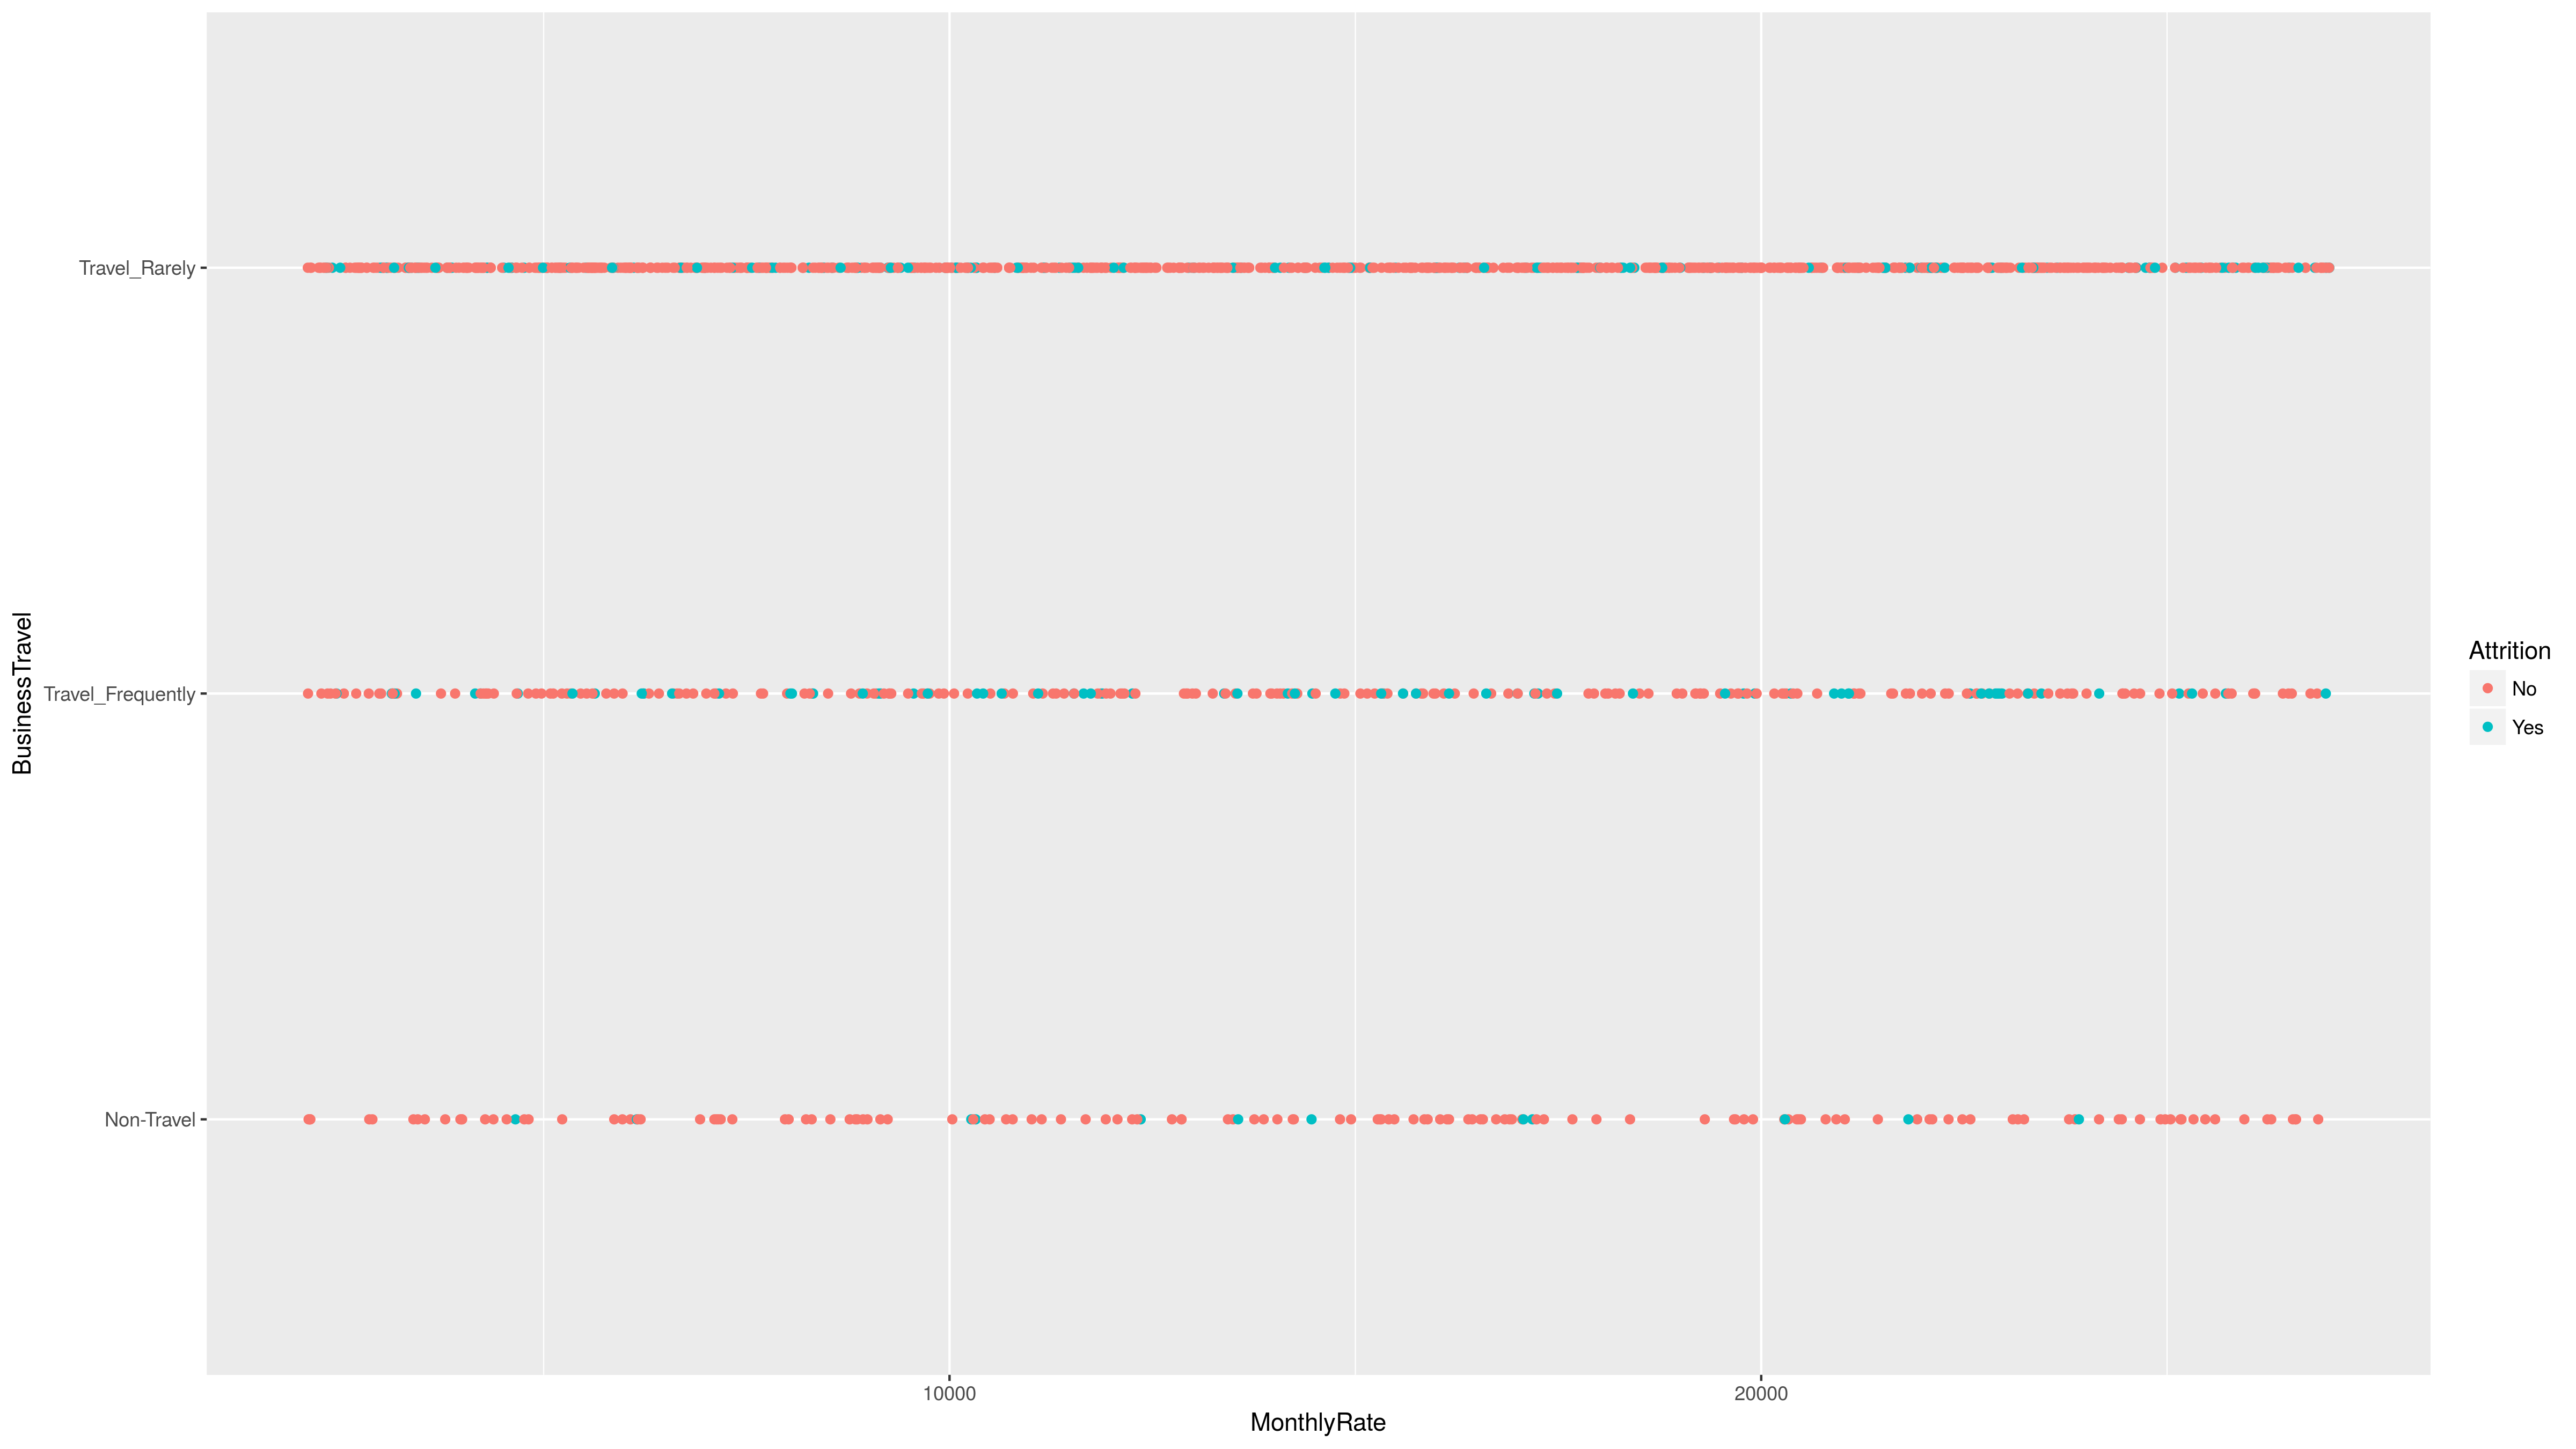 Travel_Rarely
Travel_Frequently
Non-Travel
BusinessTravel
10000
20000
MonthlyRate
Attrition
No
Yes